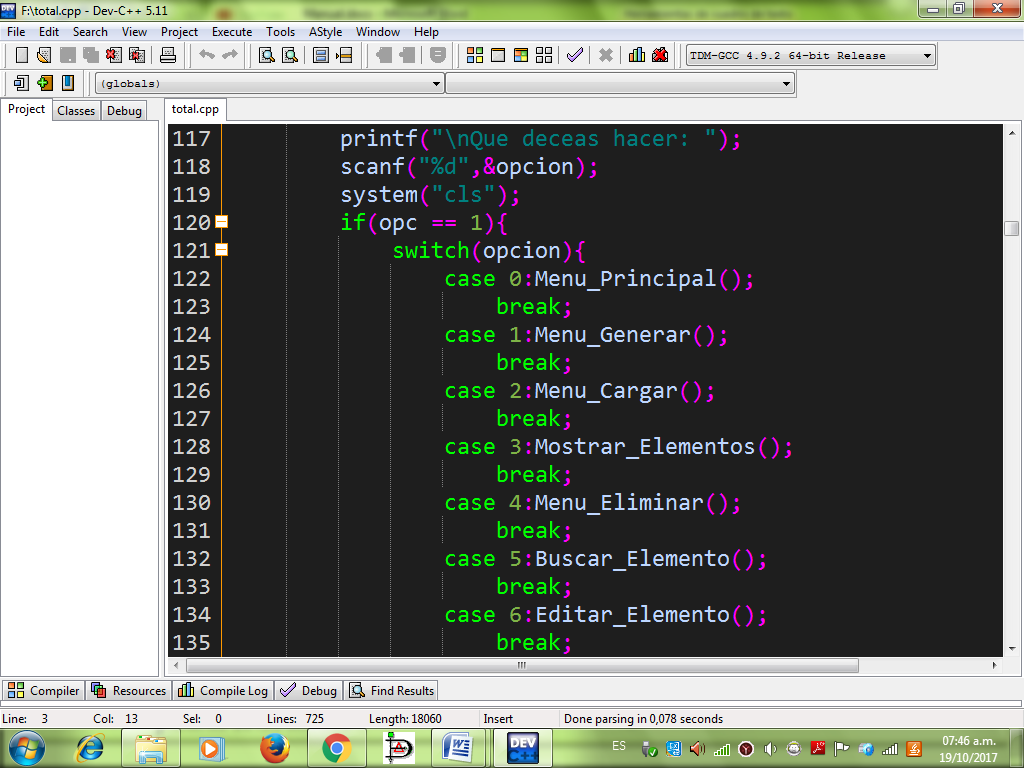 F:\total.cpp - Dev-C++ 5.11
File Edit Search View Project Execute Tools AStyle Window Help
TDM-GCC 4.9.2 64-bit Release
(globals)
Project Classes Debug
total.cpp
117 printf("\nQue deceas hacer: ");
118 scanf("%d",&opcion);
119 system("cls");
120 if(opc == 1){
121 switch(opcion){
122 case 0:Menu_Principal();
123 break;
124 case 1:Menu_Generar();
125 break;
126 case 2:Menu_Cargar();
127 break;
128 case 3:Mostrar_Elementos();
129 break;
130 case 4:Menu_Eliminar();
131 break;
132 case 5:Buscar_Elemento();
133 break;
134 case 6:Editar_Elemento();
135 break;
Compiler Resources Compile Log Debug Find Results
Line: 3 Col: 13 Sel: 0 Lines: 725 Length: 18060 Insert Done parsing in 0,078 seconds
DEV C++
ES
07:46 a.m.
19/10/2017